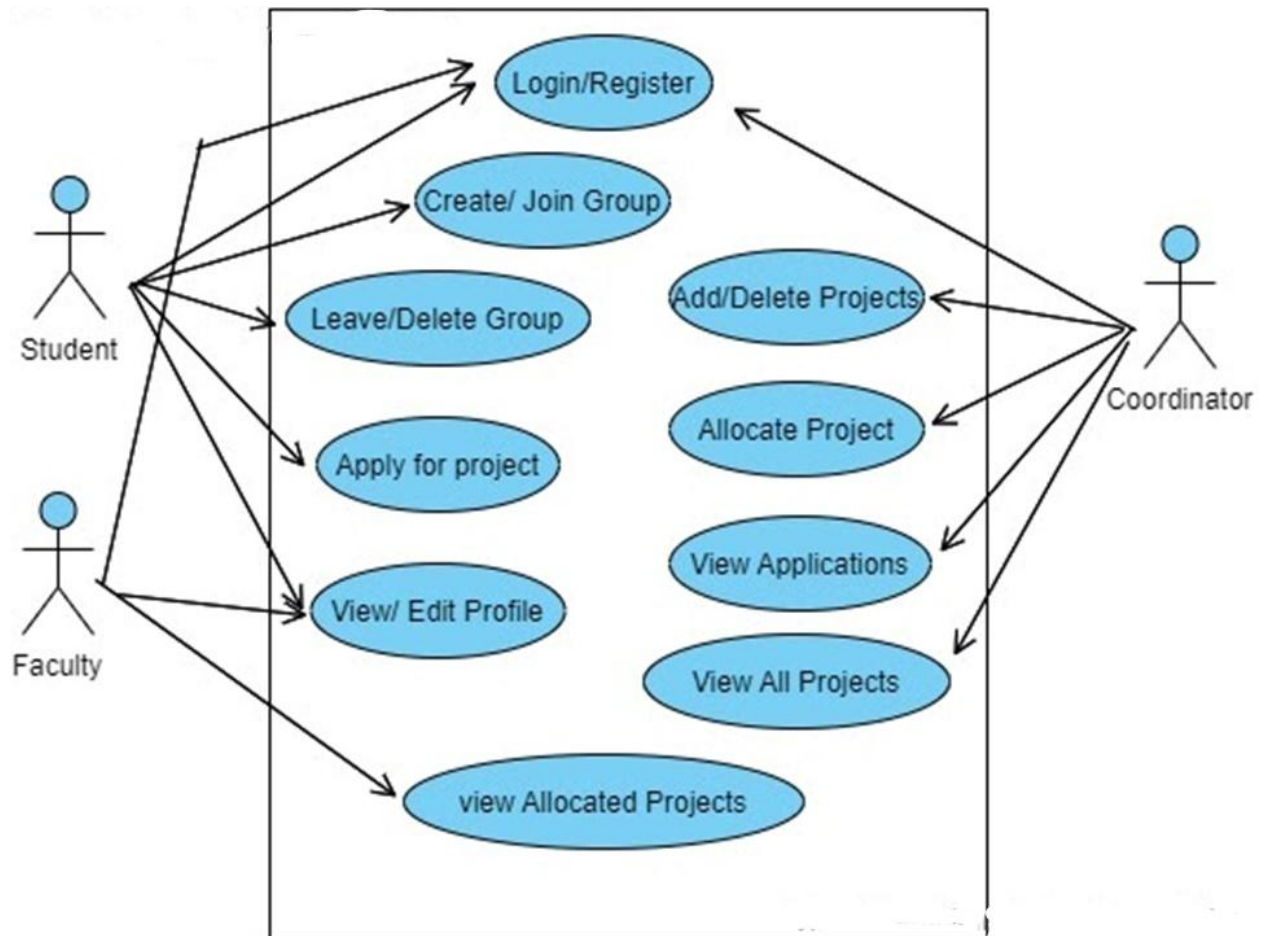 Login/Register
Create/ Join Group
Add/Delete Projects
Leave/Delete Group
Student
Coordinator
Allocate Project
Apply for project
View Applications
View/ Edit Profile
Faculty
View All Projects
view Allocated Projects